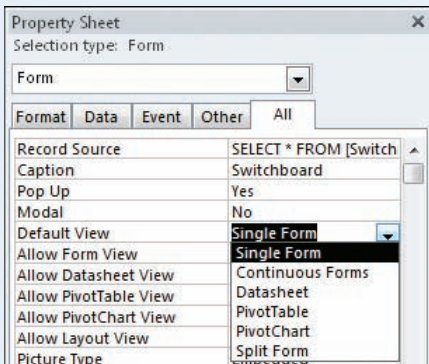 Property Sheet
Selection type: Form
Form
Format Data Event Other All
Record Source SELECT * FROM [Switch
Caption Switchboard
Pop Up Yes
Modal No
Default View Single Form
Allow Form View Single Form
Allow Datasheet View Continuous Forms
Allow PivotTable View Datasheet
Allow PivotChart View PivotTable
Allow Layout View PivotChart
Picture Type Split Form